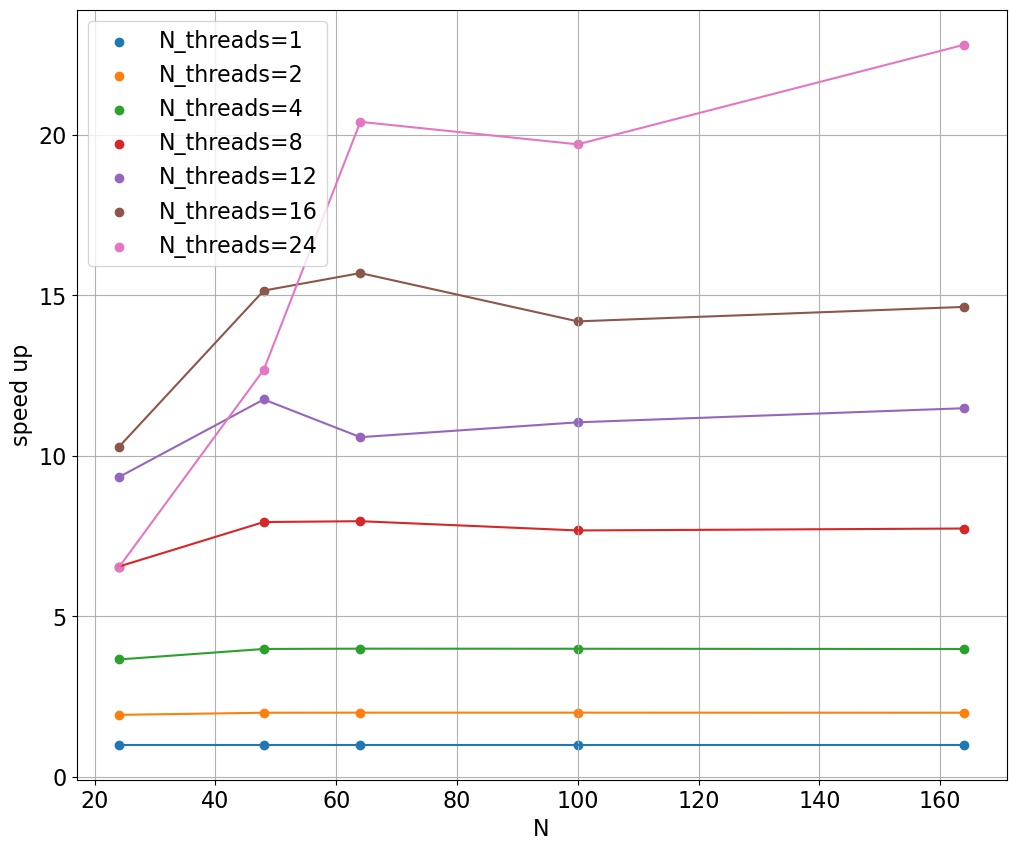 N_threads=1
N_threads=2
N_threads=4
N_threads=8
N_threads=12
N_threads=16
N_threads=24
20
15
10
5
0
speed up
20 40 60 80 100 120 140 160
N